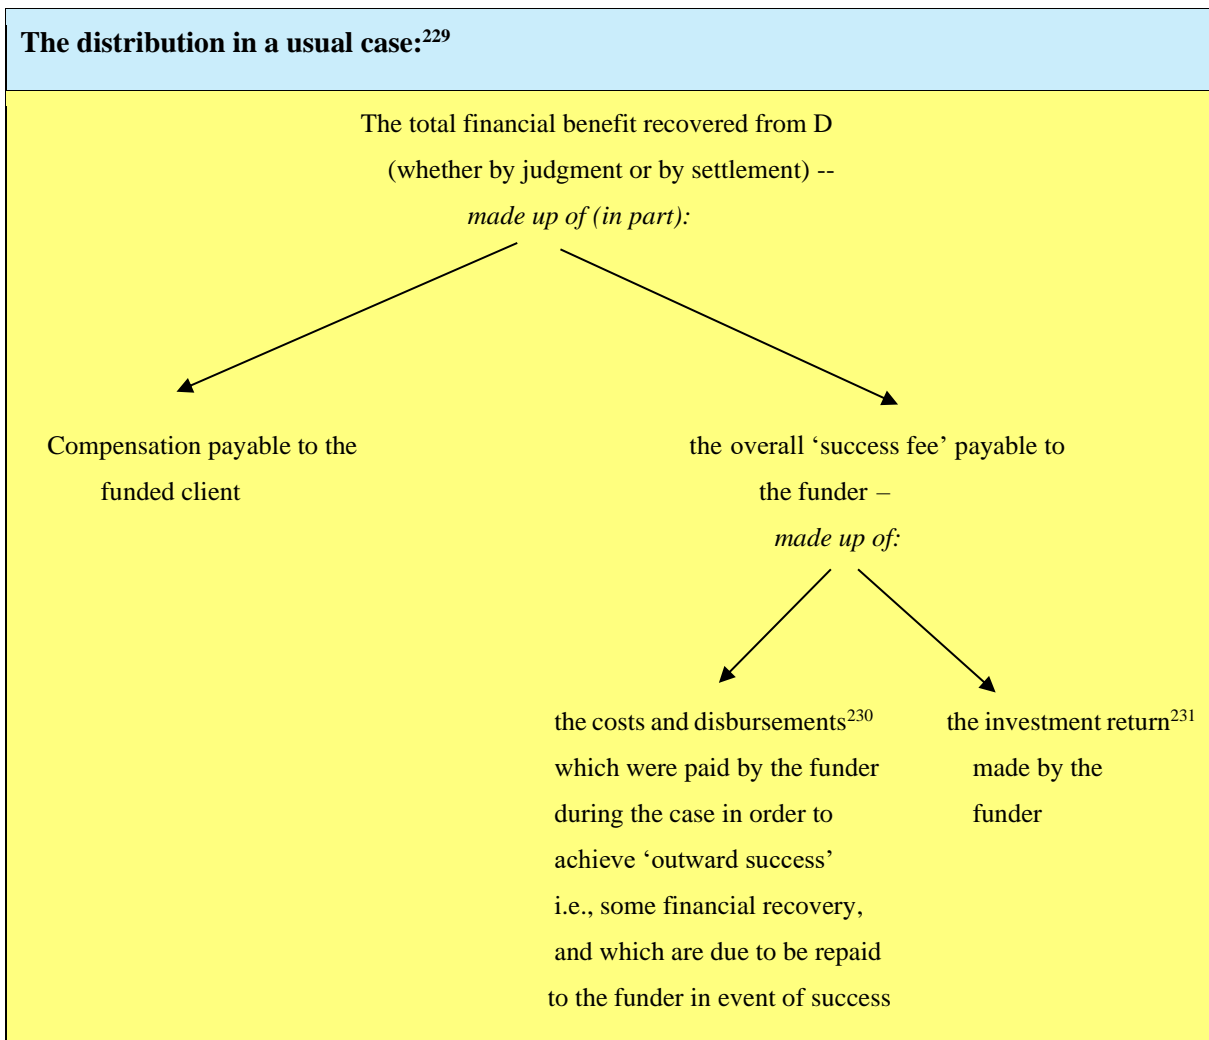 The distribution in a usual case:229
The total financial benefit recovered from D
(whether by judgment or by settlement) --
made up of (in part):
Compensation payable to the
funded client
the overall ‘success fee’ payable to
the funder –
made up of:
the costs and disbursements230
which were paid by the funder
during the case in order to
achieve ‘outward success’
i.e., some financial recovery,
and which are due to be repaid
to the funder in event of success
the investment return231
made by the
funder